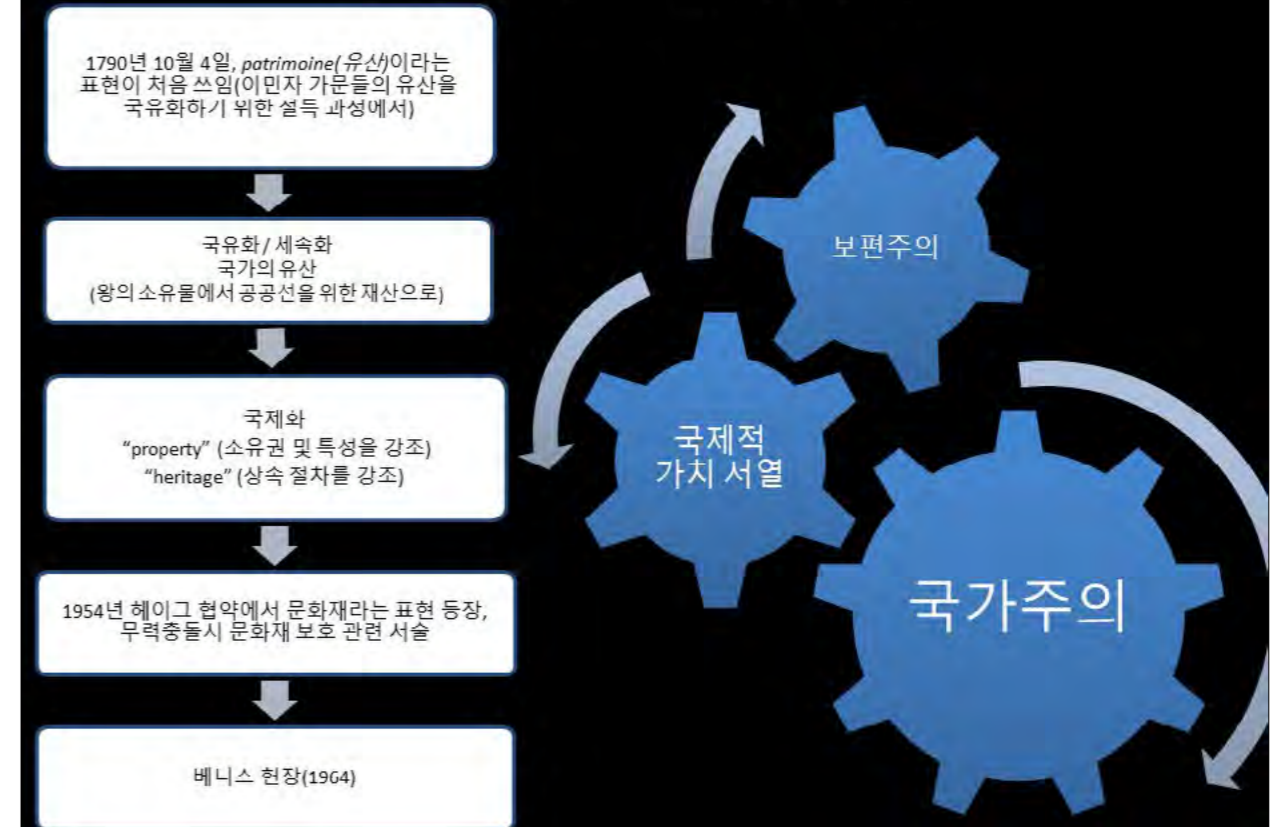 1790년 10월 4일, patrimoine(유산)이라는
표현이 처음 쓰임(이민자 가문들의 유산을
국유화하기 위한 설득 과성에서)
국유화 / 세속화
국가의 유산
(왕의 소유물에서 공공선을 위한 재산으로)
국제화
“property” (소유권 및 특성을 강조)
“heritage” (상속 절차를 강조)
1954년 헤이그 협약에서 문화재라는 표현 등장,
무력충돌시 문화재 보호 관련 서술
베니스 헌장(1964)
보편주의
국제적
가치 서열
국가주의